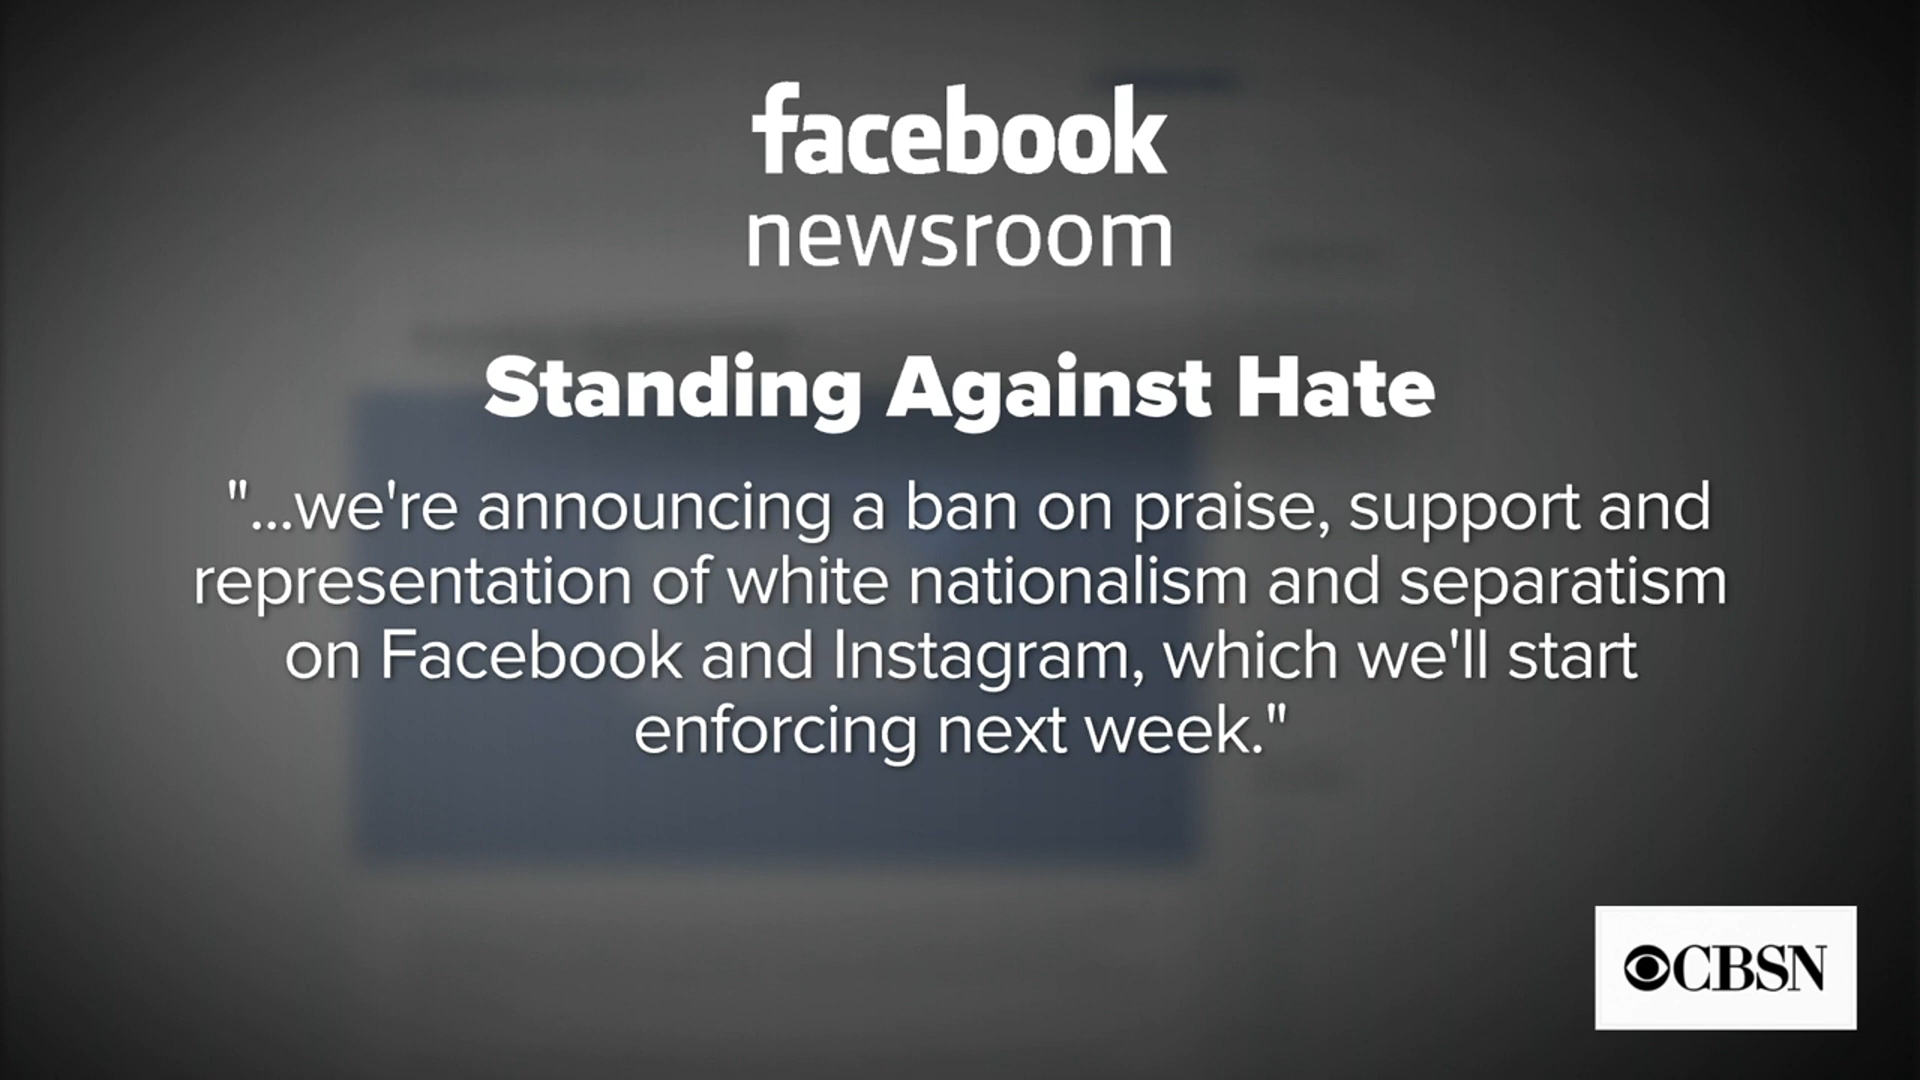 facebook
newsroom
Standing Against Hate
"...we're announcing a ban on praise, support and
representation of white nationalism and separatism
on Facebook and Instagram, which we'll start
enforcing next week."
CBSN